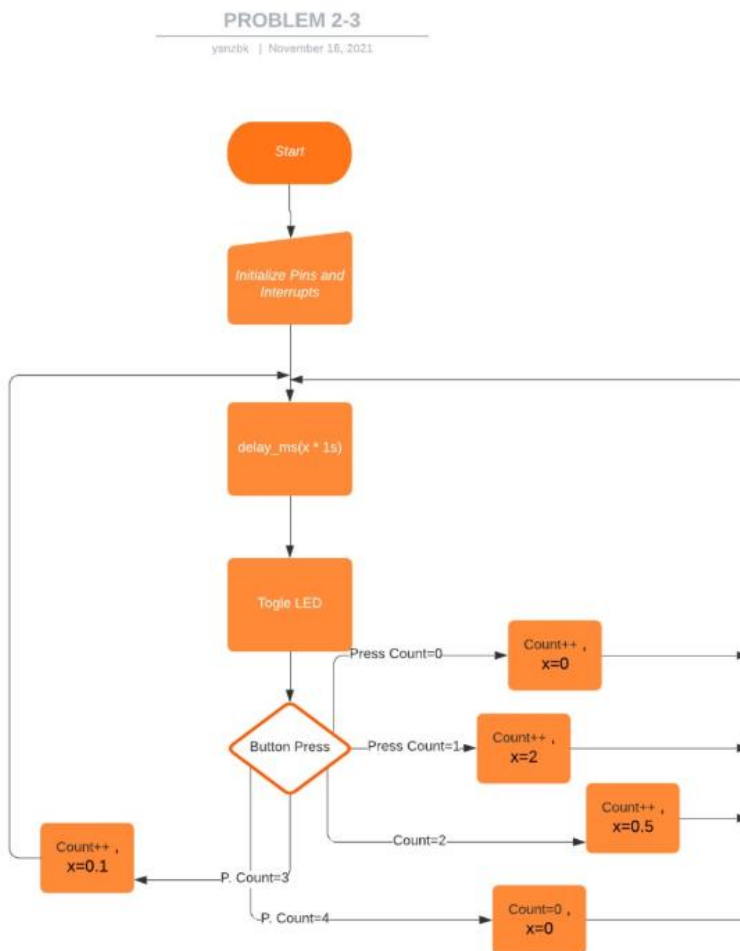 PROBLEM 2-3
ysnzbk | November 16, 2021
Start
Initialize Pins and
Interrupts
delay_ms(x * 1s)
Togle LED
Press Count=0
Count++ ,
x=0
Button Press
Press Count=1
Count++ ,
x=2
Count++ ,
x=0.5
Count=2
Count++ ,
x=0.1
P. Count=3
P. Count=4
Count=0 ,
x=0